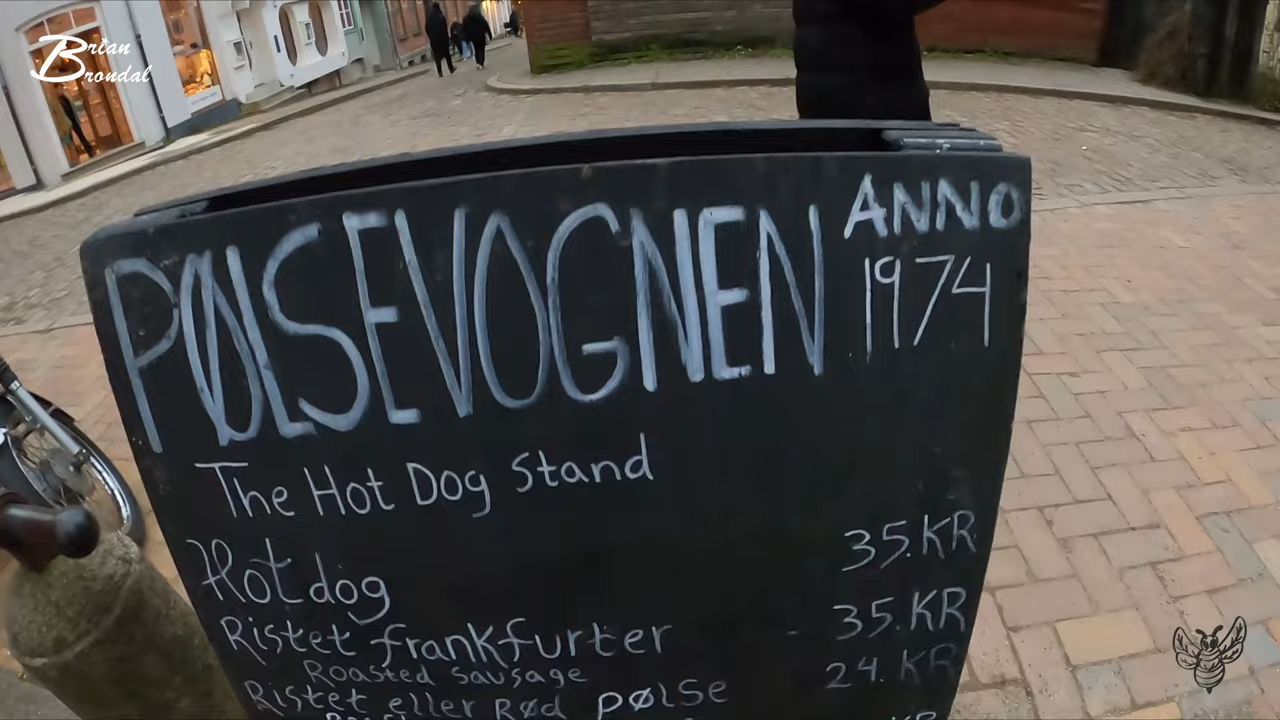 Brian
Brondal
PØLSEVOGNEN ANNO
1974
The Hot Dog Stand
Hotdog 35.KR
Ristet frankfurter - 35.KR
Roasted sausage
Ristet eller Rød pølse 24. KR
KR